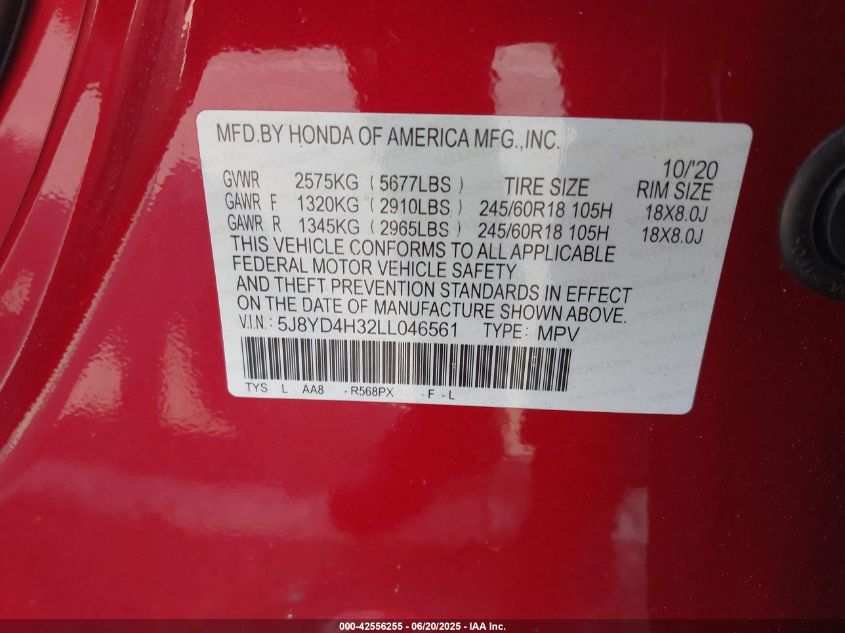 MFD.BY HONDA OF AMERICA MFG.,INC.
10/'20
GVWR 2575KG (5677LBS) TIRE SIZE RIM SIZE
GAWR F 1320KG (2910LBS) 245/60R18 105H 18X8.0J
GAWR R 1345KG (2965LBS) 245/60R18 105H 18X8.0J
THIS VEHICLE CONFORMS TO ALL APPLICABLE
FEDERAL MOTOR VEHICLE SAFETY
AND THEFT PREVENTION STANDARDS IN EFFECT
ON THE DATE OF MANUFACTURE SHOWN ABOVE.
V.I.N: 5J8YD4H32LL046561 TYPE: MPV
TYS L AA8 - R568PX - F - L
000-42556255 - 06/20/2025 - IAA Inc.